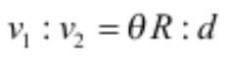 v₁ : v₂ = θR : d